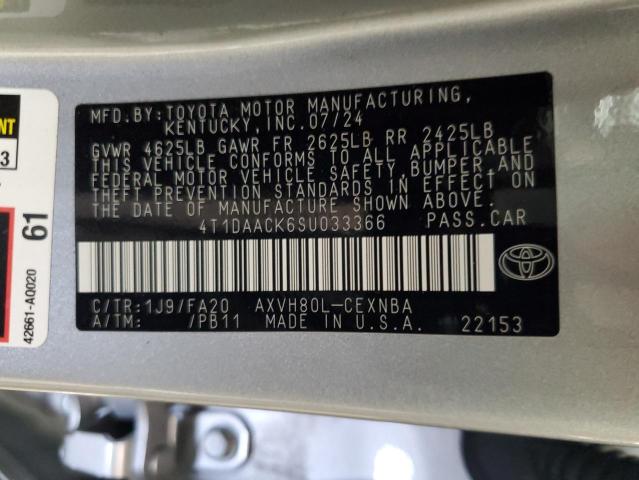 MFD.BY:TOYOTA MOTOR MANUFACTURING,
KENTUCKY,INC.07/24
GVWR 4625LB GAWR FR 2625LB RR 2425LB
THIS VEHICLE CONFORMS TO ALL APPLICABLE
FEDERAL MOTOR VEHICLE SAFETY,BUMPER,AND
THEFT PREVENTION STANDARDS IN EFFECT ON
THE DATE OF MANUFACTURE SHOWN ABOVE.
4T1DAACK6SU033366 PASS.CAR
C/TR:1J9/FA20 AXVH80L-CEXNBA
A/TM: /PB11 MADE IN U.S.A. 22153
61
42661-AQ020